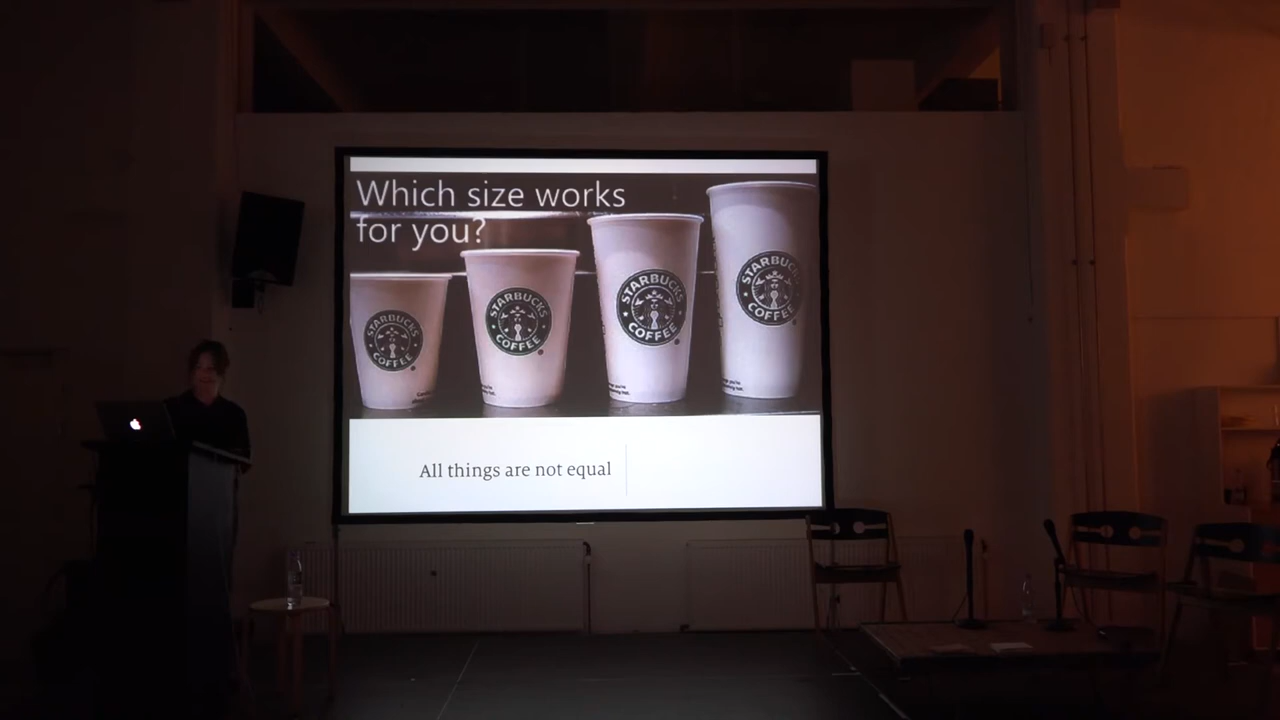 Which size works
for you?
STARBUCKS
COFFEE
STARBUCKS
COFFEE
STARBUCKS
COFFEE
STARBUCKS
COFFEE
All things are not equal